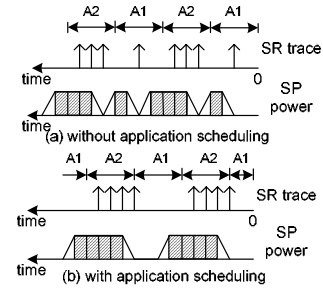 A2 A1 A2 A1
SR trace
time 0
SP
power
time
(a) without application scheduling
A1 A2 A1 A2 A1
SR trace
0
SP
power
time
(b) with application scheduling